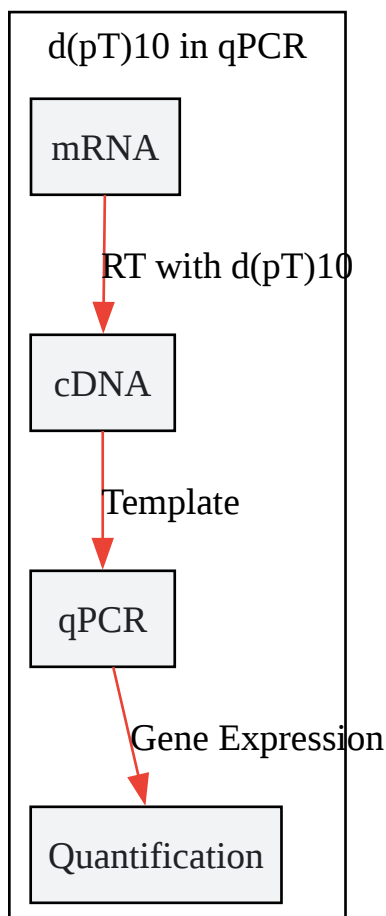 d(pT)10 in qPCR
mRNA
RT with d(pT)10
cDNA
Template
qPCR
Gene Expression
Quantification